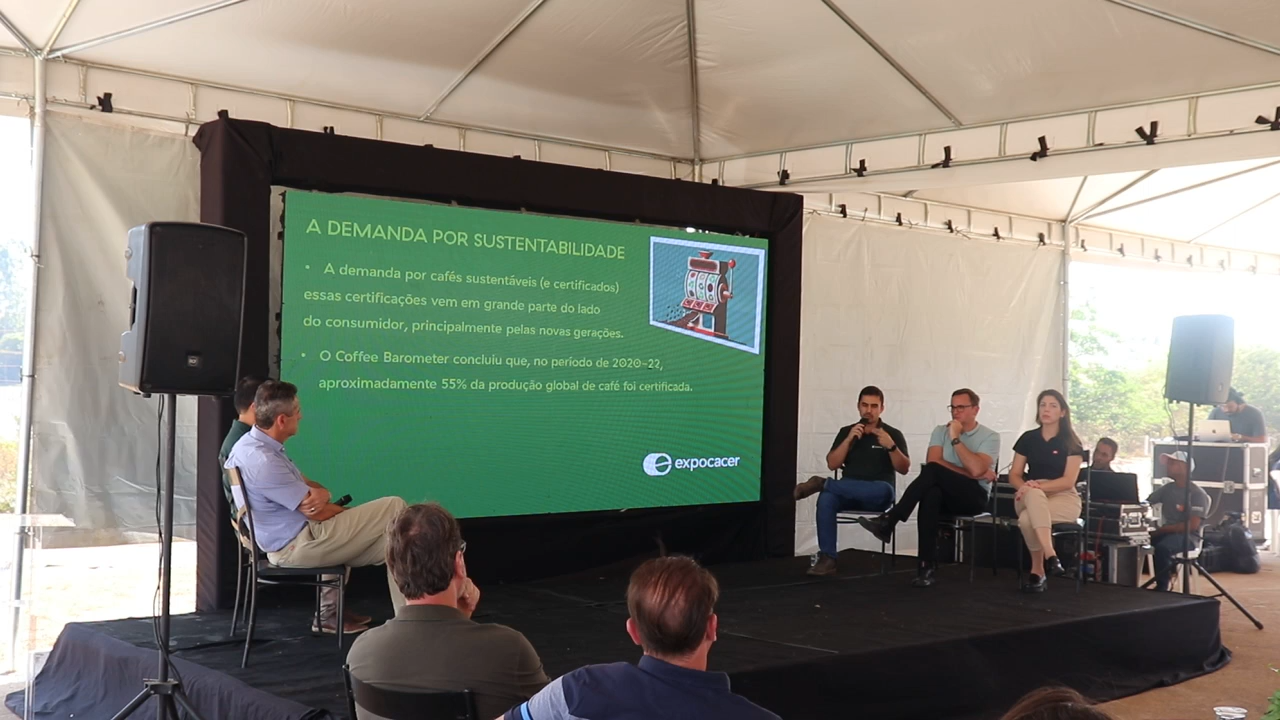 A DEMANDA POR SUSTENTABILIDADE
• A demanda por cafés sustentáveis (e certificados)
essas certificações vem em grande parte do lado
do consumidor, principalmente pelas novas gerações.
• O Coffee Barometer concluiu que, no período de 2020-22,
aproximadamente 55% da produção global de café foi certificada.
expocacer